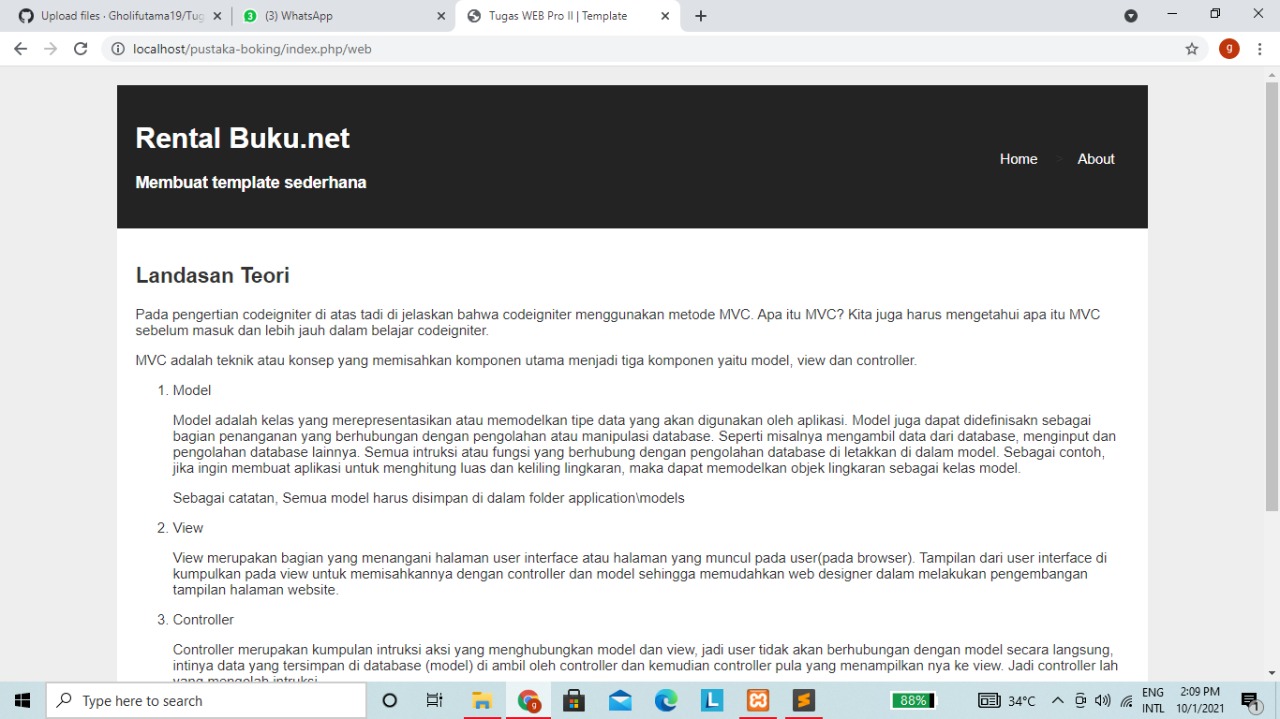 Upload files · Gholifutama19/Tug
(3) WhatsApp
Tugas WEB Pro II | Template
localhost/pustaka-boking/index.php/web
g
Rental Buku.net
Membuat template sederhana
Home > About
Landasan Teori
Pada pengertian codeigniter di atas tadi di jelaskan bahwa codeigniter menggunakan metode MVC. Apa itu MVC? Kita juga harus mengetahui apa itu MVC
sebelum masuk dan lebih jauh dalam belajar codeigniter.
MVC adalah teknik atau konsep yang memisahkan komponen utama menjadi tiga komponen yaitu model, view dan controller.
1. Model
Model adalah kelas yang merepresentasikan atau memodelkan tipe data yang akan digunakan oleh aplikasi. Model juga dapat didefinisakn sebagai
bagian penanganan yang berhubungan dengan pengolahan atau manipulasi database. Seperti misalnya mengambil data dari database, menginput dan
pengolahan database lainnya. Semua intruksi atau fungsi yang berhubung dengan pengolahan database di letakkan di dalam model. Sebagai contoh,
jika ingin membuat aplikasi untuk menghitung luas dan keliling lingkaran, maka dapat memodelkan objek lingkaran sebagai kelas model.
Sebagai catatan, Semua model harus disimpan di dalam folder application\models
2. View
View merupakan bagian yang menangani halaman user interface atau halaman yang muncul pada user(pada browser). Tampilan dari user interface di
kumpulkan pada view untuk memisahkannya dengan controller dan model sehingga memudahkan web designer dalam melakukan pengembangan
tampilan halaman website.
3. Controller
Controller merupakan kumpulan intruksi aksi yang menghubungkan model dan view, jadi user tidak akan berhubungan dengan model secara langsung,
intinya data yang tersimpan di database (model) di ambil oleh controller dan kemudian controller pula yang menampilkan nya ke view. Jadi controller lah
yang mengolah intruksi.
Type here to search
88%
34°C
ENG
INTL
2:09 PM
10/1/2021
1